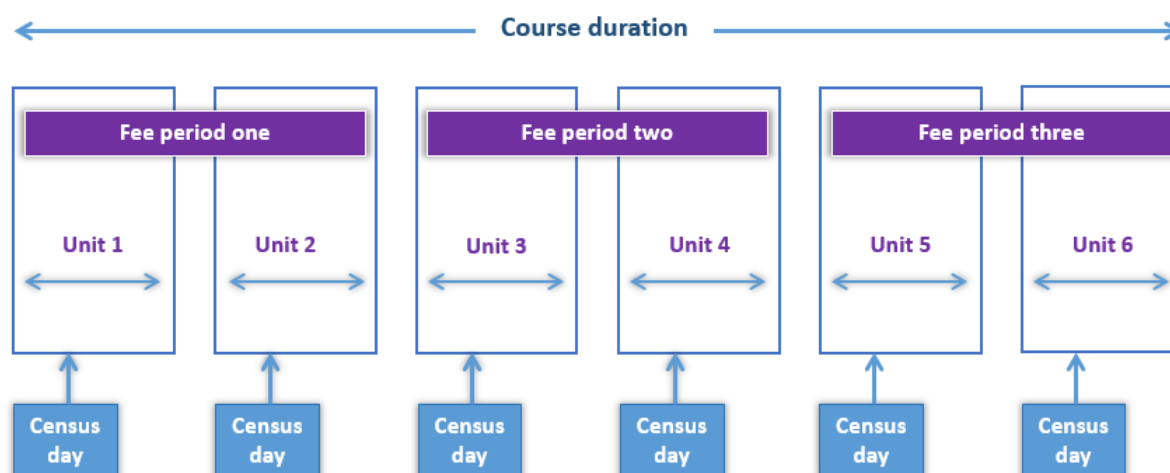 Course duration
Fee period one
Fee period two
Fee period three
Unit 1
Unit 2
Unit 3
Unit 4
Unit 5
Unit 6
Census
day
Census
day
Census
day
Census
day
Census
day
Census
day